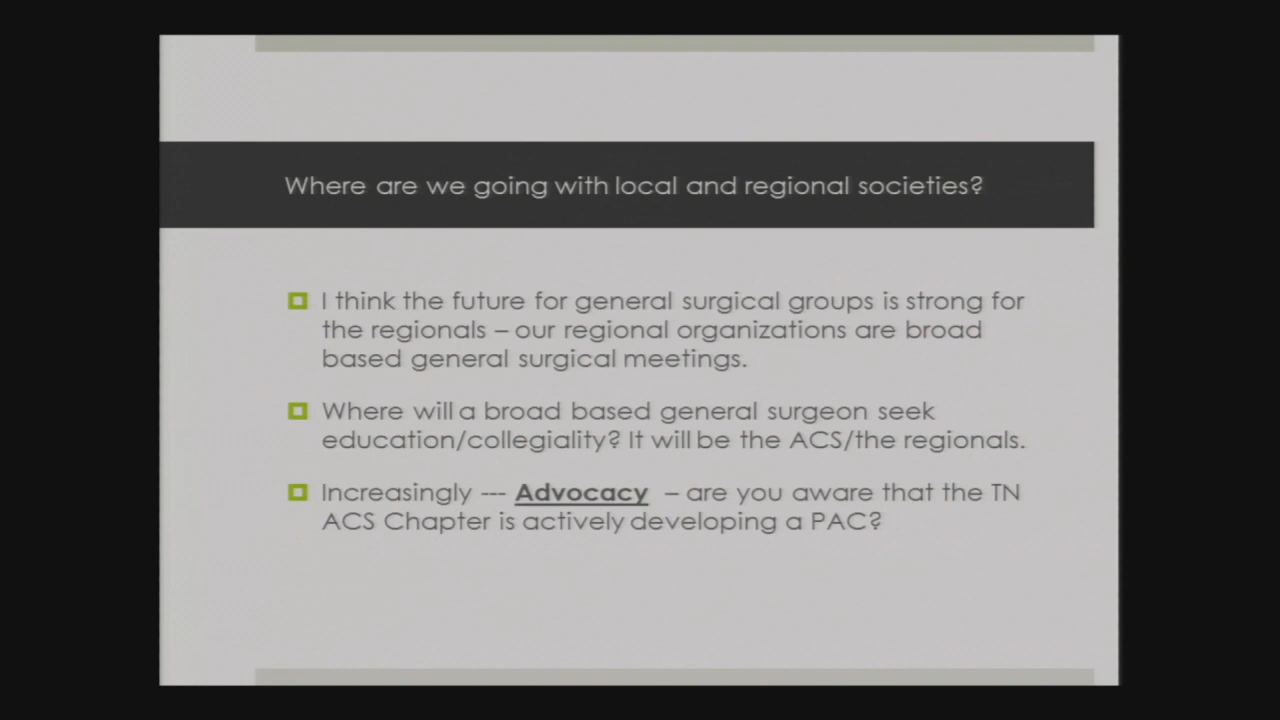 Where are we going with local and regional societies?
I think the future for general surgical groups is strong for
the regionals – our regional organizations are broad
based general surgical meetings.
Where will a broad based general surgeon seek
education/collegiality? It will be the ACS/the regionals.
Increasingly --- Advocacy – are you aware that the TN
ACS Chapter is actively developing a PAC?